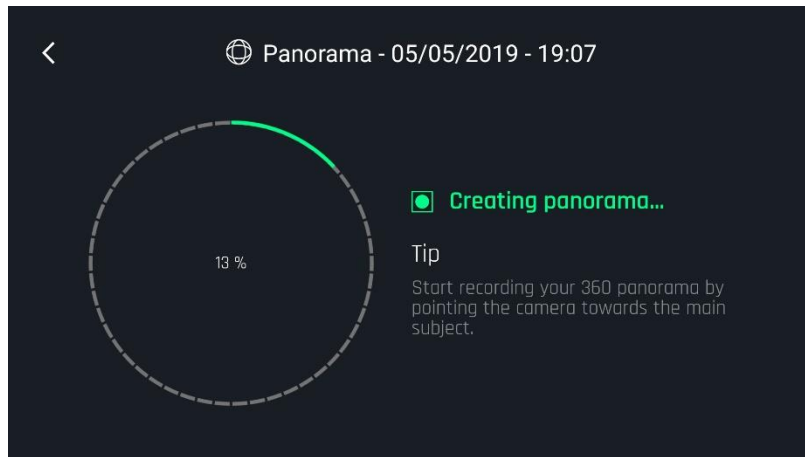 Panorama - 05/05/2019 - 19:07
13 %
Creating panorama...
Tip
Start recording your 360 panorama by
pointing the camera towards the main
subject.